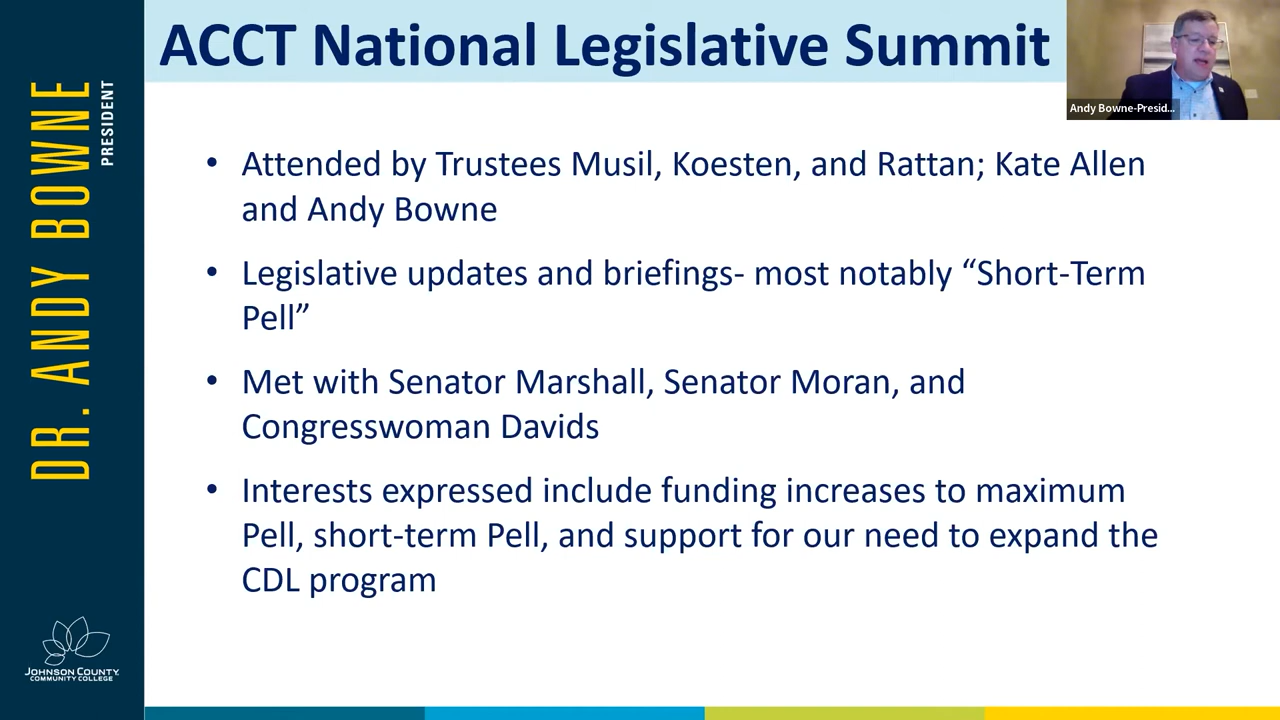 ACCT National Legislative Summit
Andy Bowne-Presid...
DR. ANDY BOWNE
PRESIDENT
• Attended by Trustees Musil, Koesten, and Rattan; Kate Allen
and Andy Bowne
• Legislative updates and briefings- most notably “Short-Term
Pell”
• Met with Senator Marshall, Senator Moran, and
Congresswoman Davids
• Interests expressed include funding increases to maximum
Pell, short-term Pell, and support for our need to expand the
CDL program
JOHNSON COUNTY
COMMUNITY COLLEGE